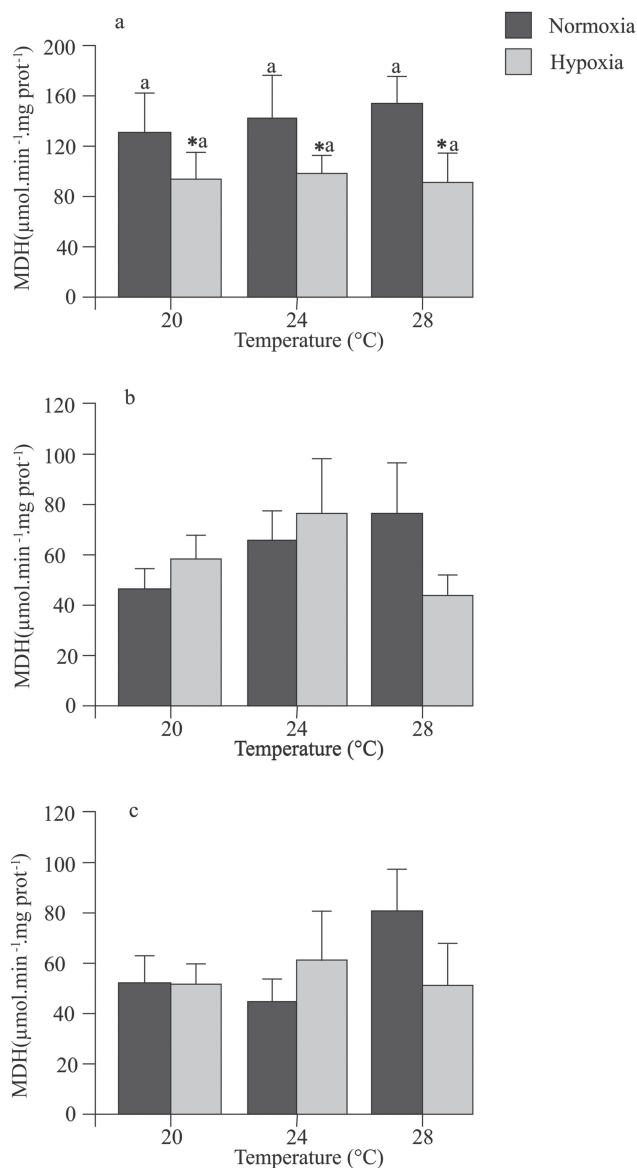 a
Normoxia
Hypoxia
MDH(µmol.min⁻¹.mg prot⁻¹)
200
160
120
80
40
0
a
*a
a
*a
a
*a
20
24
28
Temperature (°C)
b
MDH(µmol.min⁻¹.mg prot⁻¹)
120
100
80
60
40
20
0
20
24
28
Temperature (°C)
c
MDH(µmol.min⁻¹.mg prot⁻¹)
120
100
80
60
40
20
0
20
24
28
Temperature (°C)